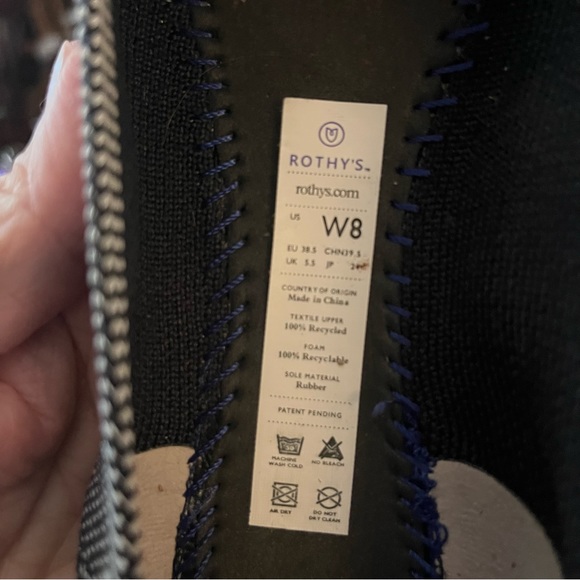 ROTHY'S™
rothys.com
US W8
EU 38.5 CHN39.5
UK 5.5 JP
COUNTRY OF ORIGIN
Made in China
TEXTILE UPPER
100% Recycled
FOAM
100% Recyclable
SOLE MATERIAL
Rubber
PATENT PENDING
MACHINE WASH COLD
NO BLEACH
AIR DRY
DO NOT DRY CLEAN